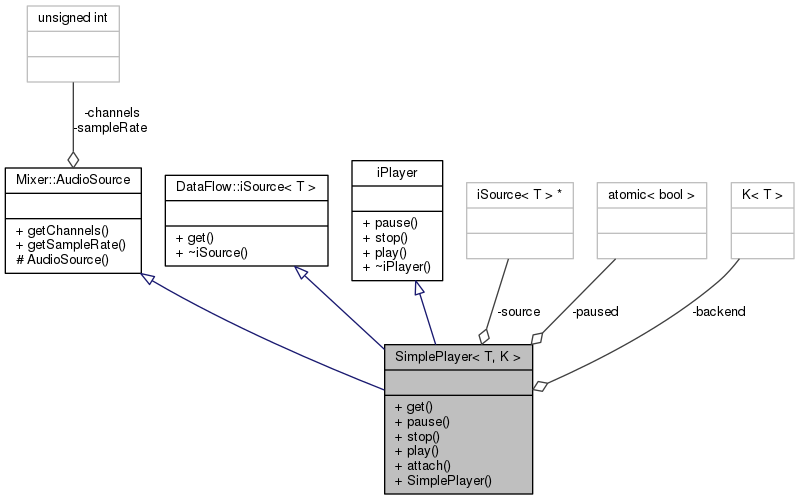 unsigned int
-channels
-sampleRate
Mixer::AudioSource
+ getChannels()
+ getSampleRate()
# AudioSource()
DataFlow::iSource< T >
+ get()
+ ~iSource()
iPlayer
+ pause()
+ stop()
+ play()
+ ~iPlayer()
iSource< T > *
atomic< bool >
K< T >
-source
-paused
-backend
SimplePlayer< T, K >
+ get()
+ pause()
+ stop()
+ play()
+ attach()
+ SimplePlayer()